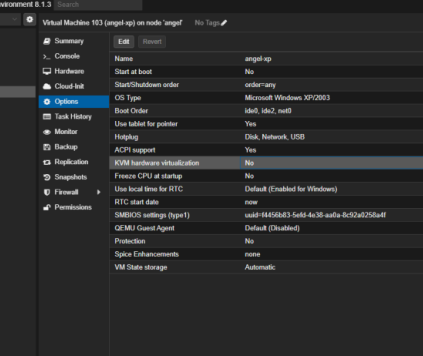 nvironment 8.1.3 Search
Virtual Machine 103 (angel-xp) on node 'angel' No Tags
Summary
Console
Hardware
Cloud-Init
Options
Task History
Monitor
Backup
Replication
Snapshots
Firewall
Permissions
Edit Revert
Name angel-xp
Start at boot No
Start/Shutdown order order=any
OS Type Microsoft Windows XP/2003
Boot Order ide0, ide2, net0
Use tablet for pointer Yes
Hotplug Disk, Network, USB
ACPI support Yes
KVM hardware virtualization No
Freeze CPU at startup No
Use local time for RTC Default (Enabled for Windows)
RTC start date now
SMBIOS settings (type1) uuid=f4456b83-5efd-4e38-aa0a-8c92a0258a4f
QEMU Guest Agent Default (Disabled)
Protection No
Spice Enhancements none
VM State storage Automatic